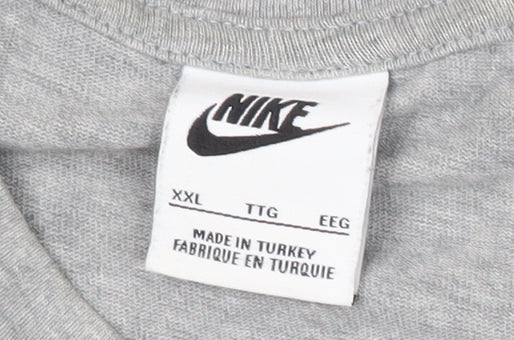 NIKE
XXL TTG EEG
MADE IN TURKEY
FABRIQUE EN TURQUIE